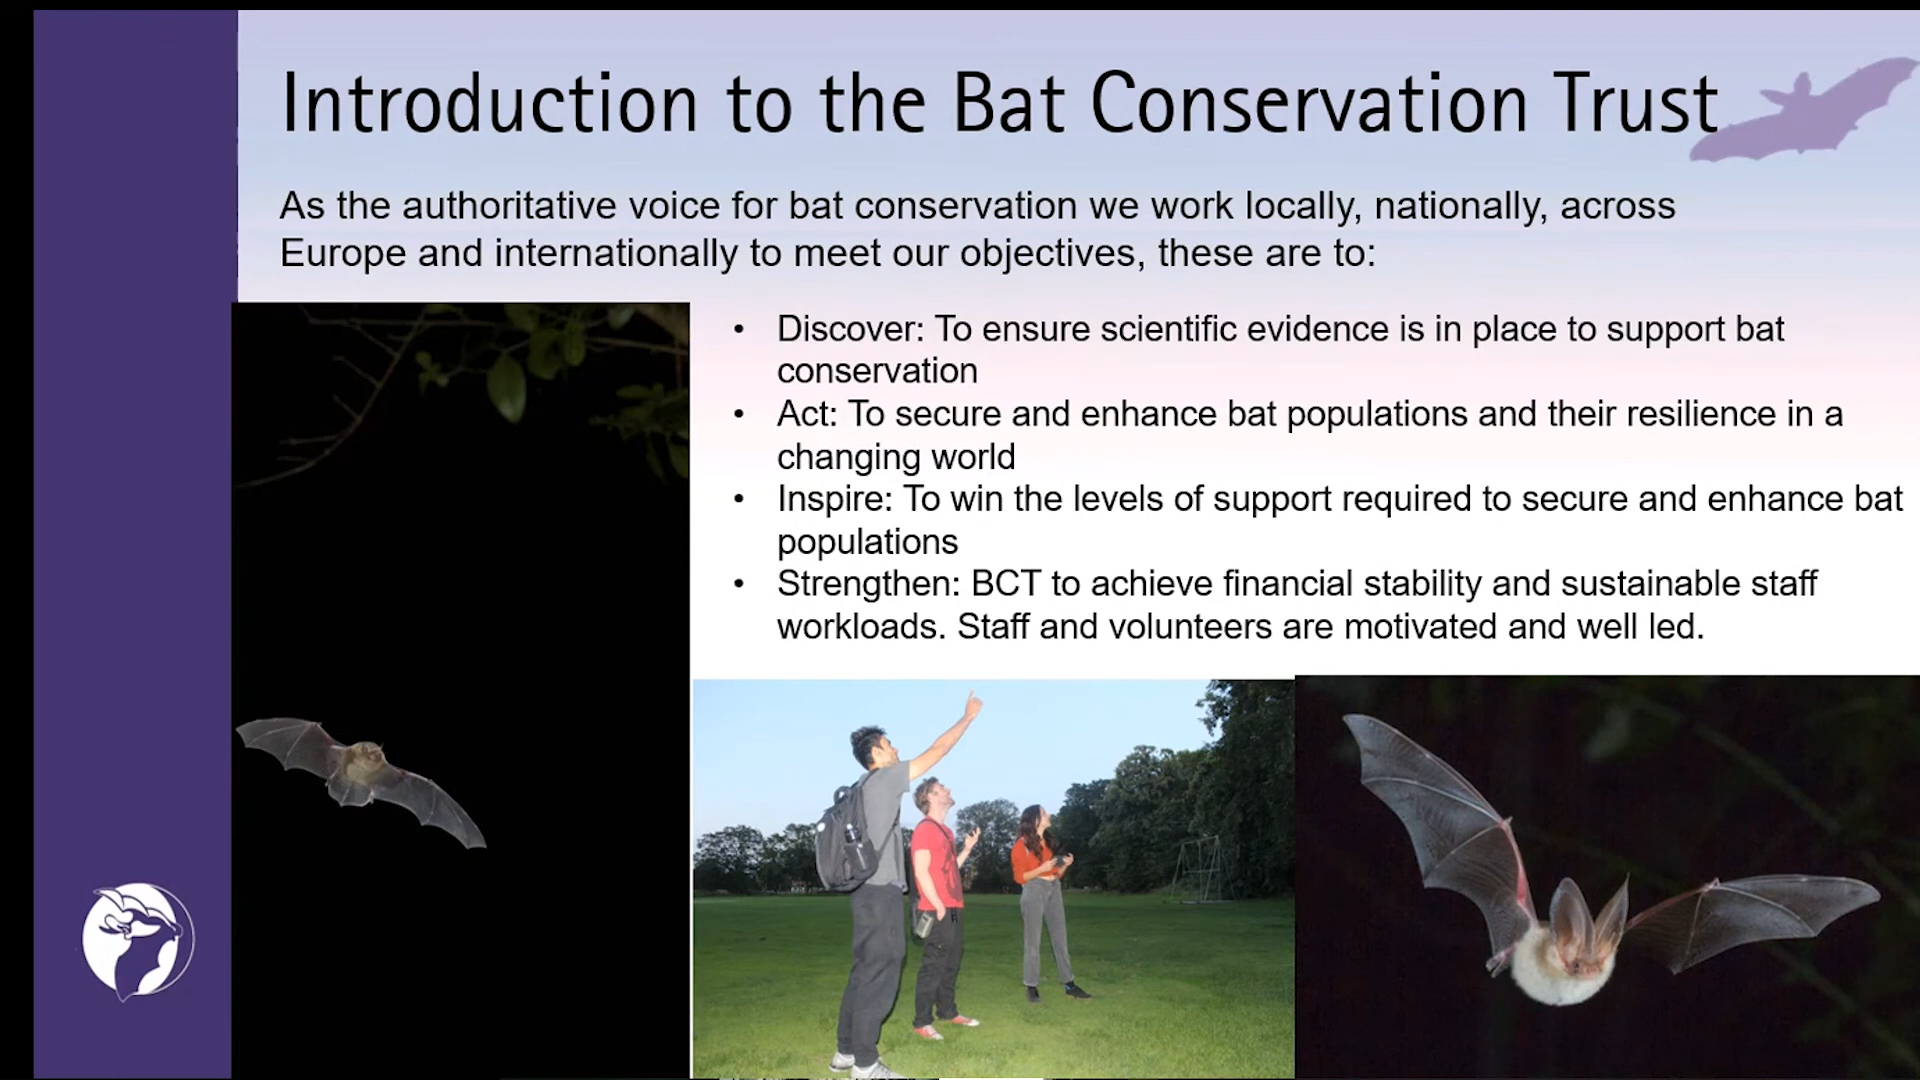 Introduction to the Bat Conservation Trust
As the authoritative voice for bat conservation we work locally, nationally, across
Europe and internationally to meet our objectives, these are to:
• Discover: To ensure scientific evidence is in place to support bat
conservation
• Act: To secure and enhance bat populations and their resilience in a
changing world
• Inspire: To win the levels of support required to secure and enhance bat
populations
• Strengthen: BCT to achieve financial stability and sustainable staff
workloads. Staff and volunteers are motivated and well led.